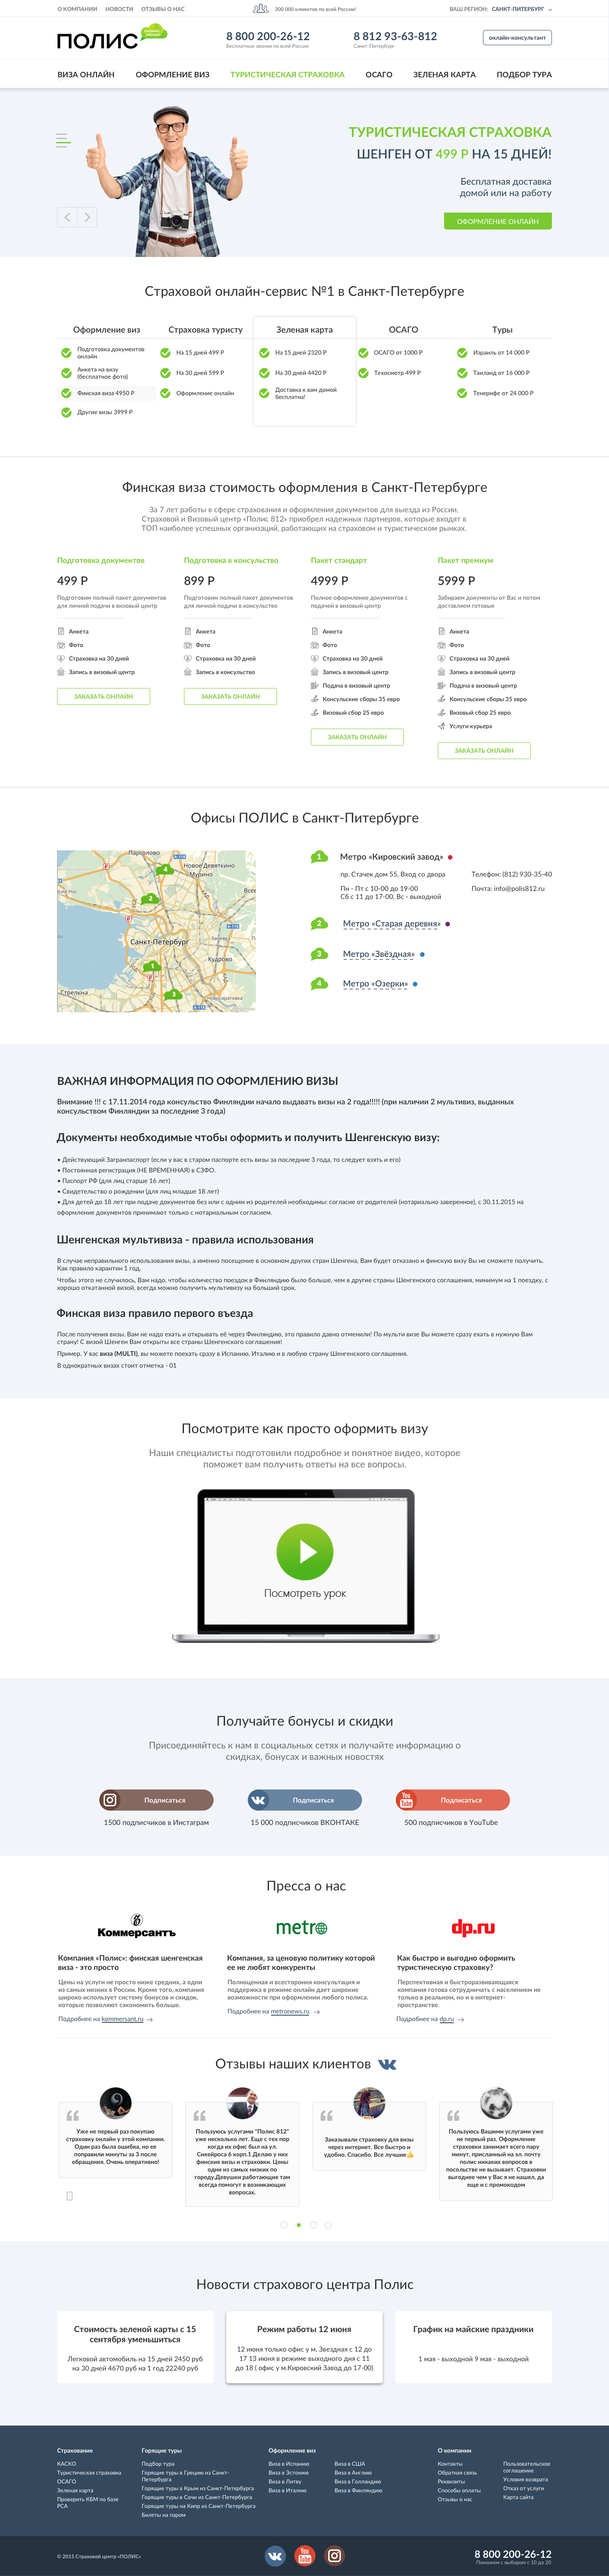 О КОМПАНИИ НОВОСТИ ОТЗЫВЫ О НАС
300 000 клиентов по всей России!
ВАШ РЕГИОН: САНКТ-ПИТЕРБУРГ
ПОЛИС
8 800 200-26-12
Бесплатные звонки по всей России
8 812 93-63-812
Санкт-Питербург
онлайн-консультант
ВИЗА ОНЛАЙН ОФОРМЛЕНИЕ ВИЗ ТУРИСТИЧЕСКАЯ СТРАХОВКА ОСАГО ЗЕЛЕНАЯ КАРТА ПОДБОР ТУРА
ТУРИСТИЧЕСКАЯ СТРАХОВКА
ШЕНГЕН ОТ 499 Р НА 15 ДНЕЙ!
Бесплатная доставка
домой или на работу
ОФОРМЛЕНИЕ ОНЛАЙН
Страховой онлайн-сервис №1 в Санкт-Петербурге
Оформление виз
Подготовка документов
онлайн
Анкета на визу
(бесплатное фото)
Финская виза 4950 Р
Другие визы 3999 Р
Страховка туристу
На 15 дней 499 Р
На 30 дней 599 Р
Оформление онлайн
Зеленая карта
На 15 дней 2320 Р
На 30 дней 4420 Р
Доставка к вам домой
бесплатна!
ОСАГО
ОСАГО от 1000 Р
Техосмотр 499 Р
Туры
Израиль от 14 000 Р
Таиланд от 16 000 Р
Тенерифе от 24 000 Р
Финская виза стоимость оформления в Санкт-Петербурге
За 7 лет работы в сфере страхования и оформления документов для выезда из России,
Страховой и Визовый центр «Полис 812» приобрел надежных партнеров, которые входят в
ТОП наиболее успешных организаций, работающих на страховом и туристическом рынках.
Подготовка документов
499 Р
Подготовим полный пакет документов
для личной подачи в визовый центр
Анкета
Фото
Страховка на 30 дней
Запись в визовый центр
ЗАКАЗАТЬ ОНЛАЙН
Подготовка в консульство
899 Р
Подготовим полный пакет документов
для личной подачи в консульство
Анкета
Фото
Страховка на 30 дней
Запись в консульство
ЗАКАЗАТЬ ОНЛАЙН
Пакет стандарт
4999 Р
Полное оформление документов с
подачей в визовый центр
Анкета
Фото
Страховка на 30 дней
Запись в визовый центр
Подача в визовый центр
Консульские сборы 35 евро
Визовый сбор 25 евро
ЗАКАЗАТЬ ОНЛАЙН
Пакет премиум
5999 Р
Забираем документы от Вас и потом
доставляем готовые
Анкета
Фото
Страховка на 30 дней
Запись в визовый центр
Подача в визовый центр
Консульские сборы 35 евро
Визовый сбор 25 евро
Услуги курьера
ЗАКАЗАТЬ ОНЛАЙН
Офисы ПОЛИС в Санкт-Питербурге
Парголово
Новое Девяткино
Мурино
Санкт-Петербург
Кудрово
Стрельна
Новосаратовка
1 Метро «Кировский завод»
пр. Стачек дом 55, Вход со двора
Телефон: (812) 930-35-40
Пн - Пт с 10-00 до 19-00
Сб с 11 до 17-00, Вс - выходной
Почта: info@polis812.ru
2 Метро «Старая деревня»
3 Метро «Звёздная»
4 Метро «Озерки»
ВАЖНАЯ ИНФОРМАЦИЯ ПО ОФОРМЛЕНИЮ ВИЗЫ
Внимание !!! с 17.11.2014 года консульство Финляндии начало выдавать визы на 2 года!!!!! (при наличии 2 мультивиз, выданных
консульством Финляндии за последние 3 года)
Документы необходимые чтобы оформить и получить Шенгенскую визу:
• Действующий Загранпаспорт (если у вас в старом паспорте есть визы за последние 3 года, то следует взять и его)
• Постоянная регистрация (НЕ ВРЕМЕННАЯ) в СЗФО.
• Паспорт РФ (для лиц старше 16 лет)
• Свидетельство о рождении (для лиц младше 18 лет)
• Для детей до 18 лет при подаче документов без или с одним из родителей необходимы: согласие от родителей (нотариально заверенное), с 30.11.2015 на
оформление документов принимают только с нотариальным согласием.
Шенгенская мультивиза - правила использования
В случае неправильного использования визы, а именно посещение в основном других стран Шенгена, Вам будет отказано и финскую визу Вы не сможете получить.
Как правило карантин 1 год.
Чтобы этого не случилось, Вам надо, чтобы количество поездок в Финляндию было больше, чем в другие страны Шенгенского соглашения, минимум на 1 поездку, с
хорошо откатанной визой, всегда можно получить мультивизу на больший срок.
Финская виза правило первого въезда
После получения визы, Вам не надо ехать и открывать её через Финляндию, это правило давно отменили! По мульти визе Вы можете сразу ехать в нужную Вам
страну! С визой Шенген Вам открыты все страны Шенгенского соглашения!
Пример. У вас виза (MULTI), вы можете поехать сразу в Испанию, Италию и в любую страну Шенгенского соглашения.
В однократных визах стоит отметка - 01
Посмотрите как просто оформить визу
Наши специалисты подготовили подробное и понятное видео, которое
поможет вам получить ответы на все вопросы.
Посмотреть урок
Получайте бонусы и скидки
Присоединяйтесь к нам в социальных сетях и получайте информацию о
скидках, бонусах и важных новостях
Подписаться
1500 подписчиков в Инстаграм
Подписаться
15 000 подписчиков ВКОНТАКЕ
You Tube Подписаться
500 подписчиков в YouTube
Пресса о нас
Коммерсантъ
Компания «Полис»: финская шенгенская
виза - это просто
Цены на услуги не просто ниже средних, а одни
из самых низких в России. Кроме того, компания
широко использует систему бонусов и скидок,
которые позволяют сэкономить больше.
Подробнее на kommersant.ru
metro
Компания, за ценовую политику которой
ее не любят конкуренты
Полноценная и всесторонняя консультация и
поддержка в режиме онлайн дает широкие
возможности при оформлении любого полиса.
Подробнее на metronews.ru
dp.ru
Как быстро и выгодно оформить
туристическую страховку?
Перспективная и быстроразвивающаяся
компания готова сотрудничать с населением не
только в реальном, но и в интернет-
пространстве.
Подробнее на dp.ru
Отзывы наших клиентов
Уже не первый раз покупаю
страховку онлайн у этой компании.
Один раз была ошибка, но ее
поправили минуты за 3 после
обращения. Очень оперативно!
Пользуюсь услугами "Полис 812"
уже несколько лет. Еще с тех пор
когда их офис был на ул.
Синейрося 6 корп.1 Делаю у них
финские визы и страховки. Цены
одни из самых низких по
городу.Девушки работающие там
всегда помогут в возникающих
вопросах.
Заказывали страховку для визы
через интернет. Все быстро и
удобно. Спасибо. Все лучшие👍
Пользуюсь Вашими услугами уже
не первый раз. Оформление
страховки занимает всего пару
минут, присланный на эл. почту
полис никаких вопросов в
посольстве не вызывает. Страховки
выгоднее чем у Вас я не нашел, да
еще и с промокодом
Новости страхового центра Полис
Стоимость зеленой карты с 15
сентября уменьшиться
Легковой автомобиль на 15 дней 2450 руб
на 30 дней 4670 руб на 1 год 22240 руб
Режим работы 12 июня
12 июня только офис у м. Звездная с 12 до
17 13 июня в режиме выходного дня с 11
до 18 ( офис у м.Кировский Завод до 17-00)
График на майские праздники
1 мая - выходной 9 мая - выходной
Страхование
КАСКО
Туристическая страховка
ОСАГО
Зеленая карта
Проверить КБМ по базе
РСА
Горящие туры
Подбор тура
Горящие туры в Грецию из Санкт-
Петербурга
Горящие туры в Крым из Санкт-Петербурга
Горящие туры в Сочи из Санкт-Петербурга
Горящие туры на Кипр из Санкт-Петербурга
Билеты на паром
Оформление виз
Виза в Испанию
Виза в Эстонию
Виза в Литву
Виза в Италию
Виза в США
Виза в Англию
Виза в Голландию
Виза в Финляндию
О компании
Контакты
Обратная связь
Реквизиты
Способы оплаты
Отзывы о нас
Пользовательское
соглашение
Условия возврата
Отказ от услуги
Карта сайта
© 2015 Страховой центр «ПОЛИС»
8 800 200-26-12
Поможем с выбором с 10 до 20